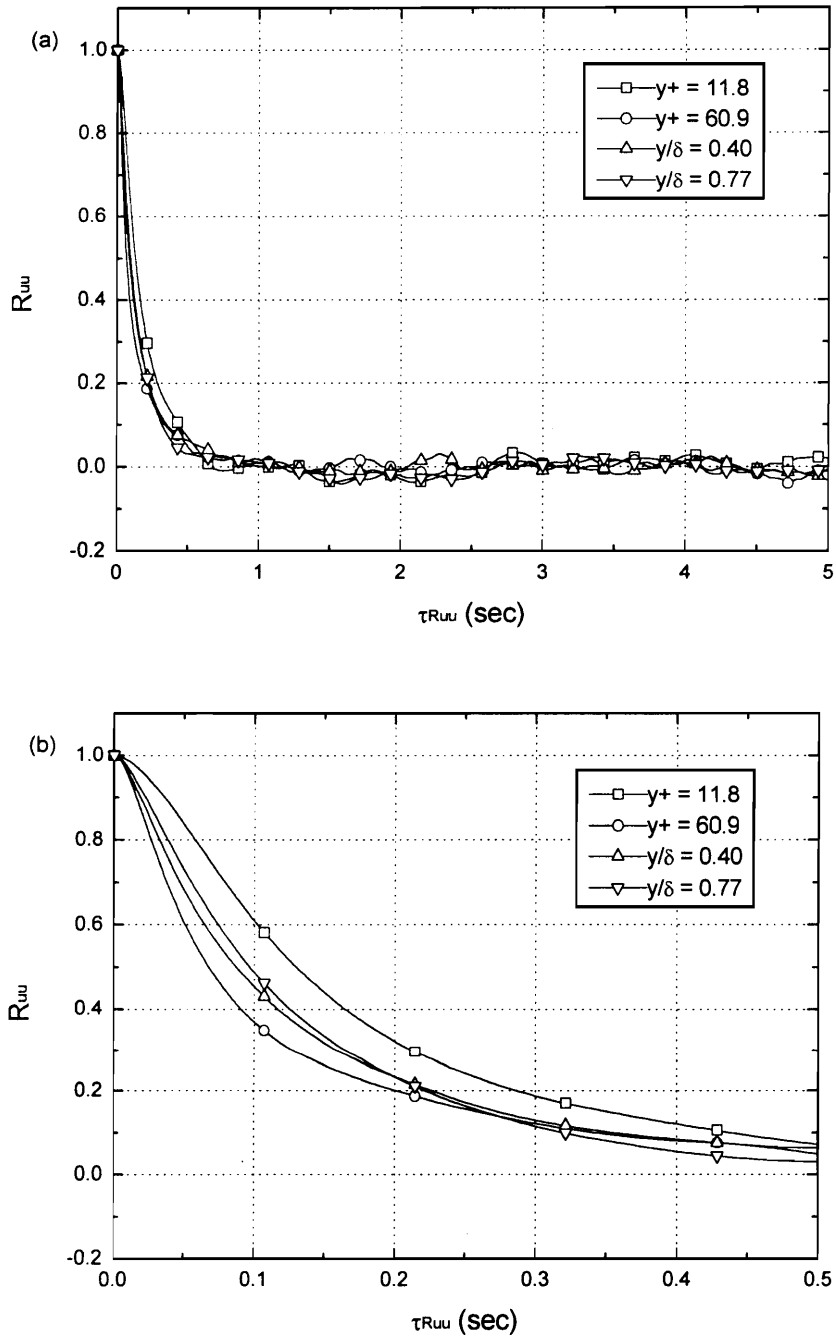 (a)
1.0
0.8
0.6
0.4
0.2
0.0
-0.2
Ruu
y+ = 11.8
y+ = 60.9
y/δ = 0.40
y/δ = 0.77
0 1 2 3 4 5
τRuu (sec)
(b)
1.0
0.8
0.6
0.4
0.2
0.0
-0.2
Ruu
y+ = 11.8
y+ = 60.9
y/δ = 0.40
y/δ = 0.77
0.0 0.1 0.2 0.3 0.4 0.5
τRuu (sec)